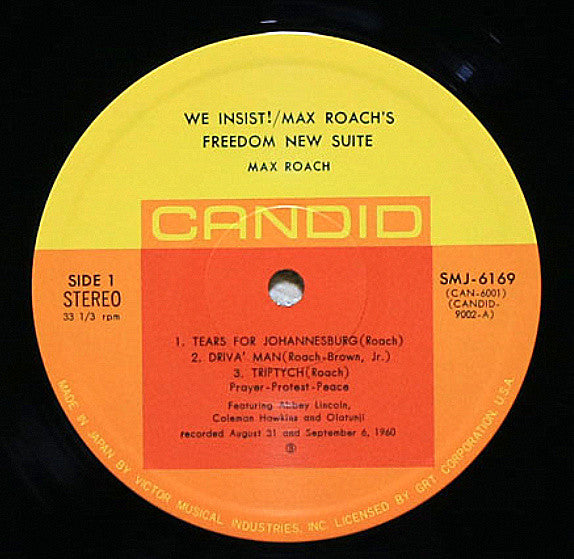 WE INSIST!/MAX ROACH'S
FREEDOM NEW SUITE
MAX ROACH
CANDID
SIDE 1
STEREO
33 1/3 rpm
SMJ-6169
(CAN-6001)
(CANDID-
9002-A)
1. TEARS FOR JOHANNESBURG(Roach)
2. DRIVA' MAN(Roach-Brown, Jr.)
3. TRIPTYCH(Roach)
Prayer-Protest-Peace
Featuring Abbey Lincoln,
Coleman Hawkins and Olatunji
recorded August 31 and September 6, 1960
MADE IN JAPAN BY VICTOR MUSICAL INDUSTRIES, INC. LICENSED BY GRT CORPORATION, U.S.A.